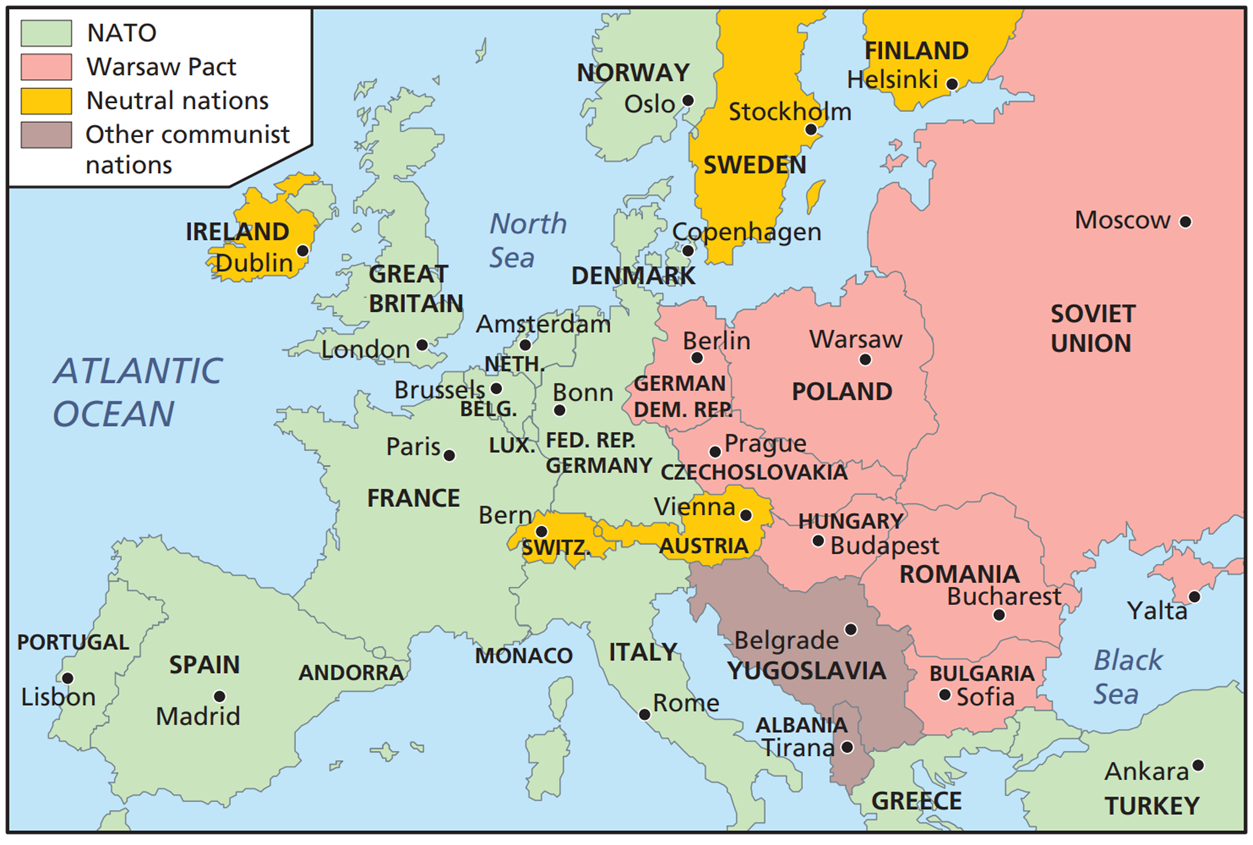 NATO
Warsaw Pact
Neutral nations
Other communist
nations
FINLAND
Helsinki
NORWAY
Oslo
Stockholm
SWEDEN
Moscow
IRELAND
Dublin
North
Sea
Copenhagen
DENMARK
GREAT
BRITAIN
SOVIET
UNION
Amsterdam
London
NETH.
Berlin
Warsaw
ATLANTIC
OCEAN
Brussels
BELG.
Bonn
GERMAN
DEM. REP.
POLAND
Paris
LUX.
FED. REP.
GERMANY
Prague
CZECHOSLOVAKIA
FRANCE
Bern
SWITZ.
Vienna
AUSTRIA
HUNGARY
Budapest
ROMANIA
Bucharest
Yalta
PORTUGAL
Lisbon
SPAIN
Madrid
ANDORRA
MONACO
ITALY
Rome
Belgrade
YUGOSLAVIA
BULGARIA
Sofia
Black
Sea
ALBANIA
Tirana
GREECE
Ankara
TURKEY